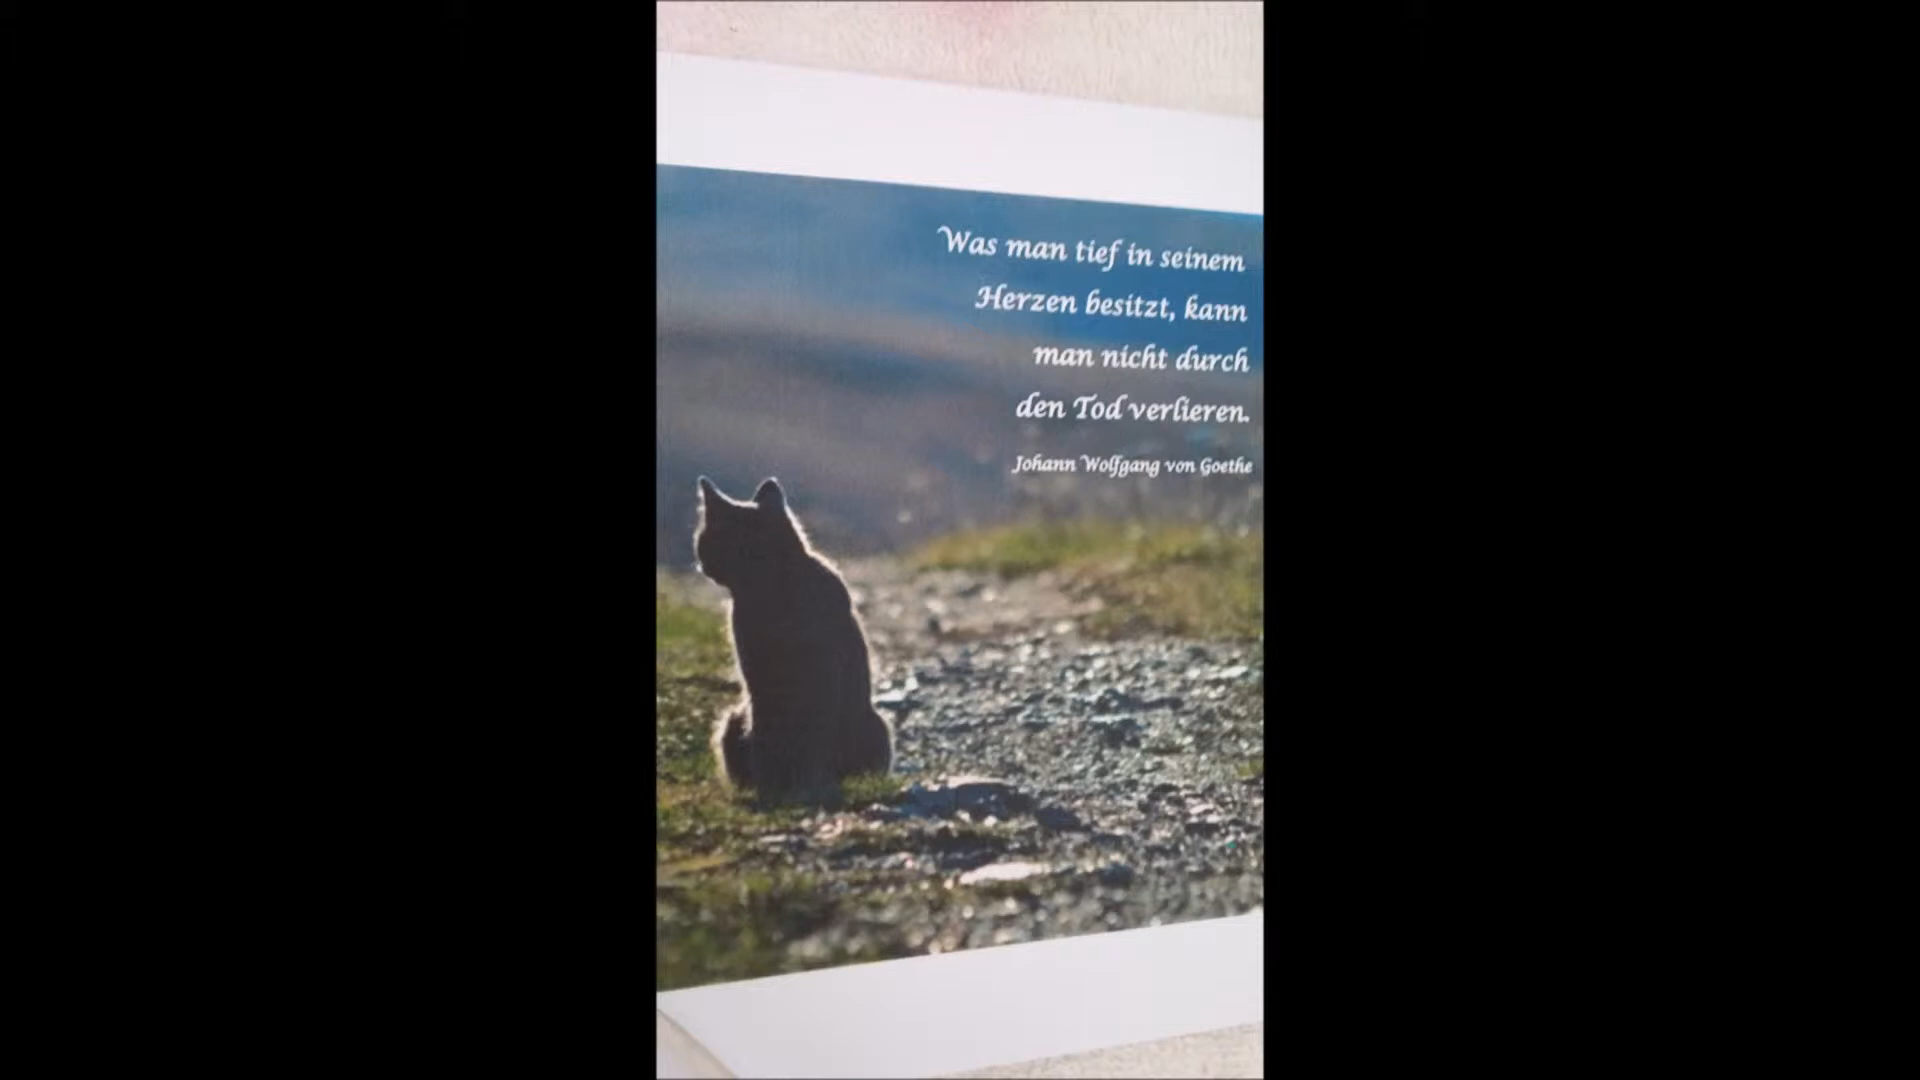 Was man tief in seinem
Herzen besitzt, kann
man nicht durch
den Tod verlieren.
Johann Wolfgang von Goethe